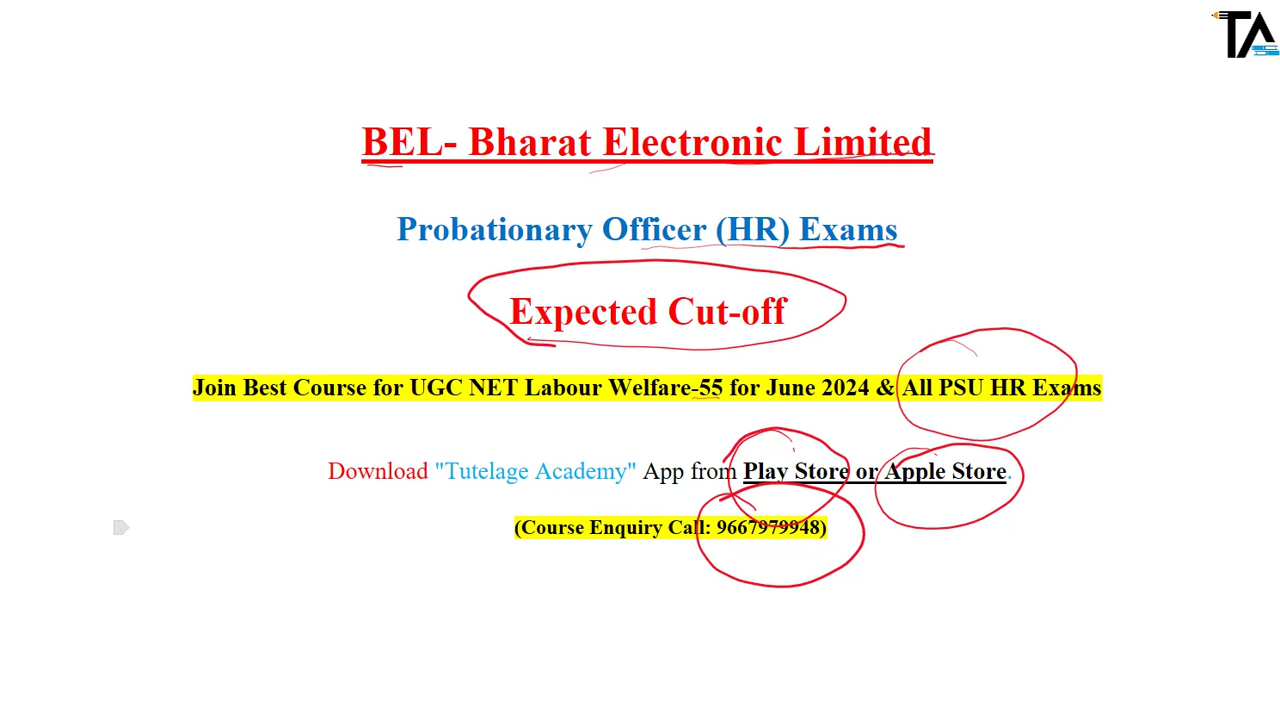 TA
BEL- Bharat Electronic Limited
Probationary Officer (HR) Exams
Expected Cut-off
Join Best Course for UGC NET Labour Welfare-55 for June 2024 & All PSU HR Exams
Download "Tutelage Academy" App from Play Store or Apple Store.
(Course Enquiry Call: 9667979948)